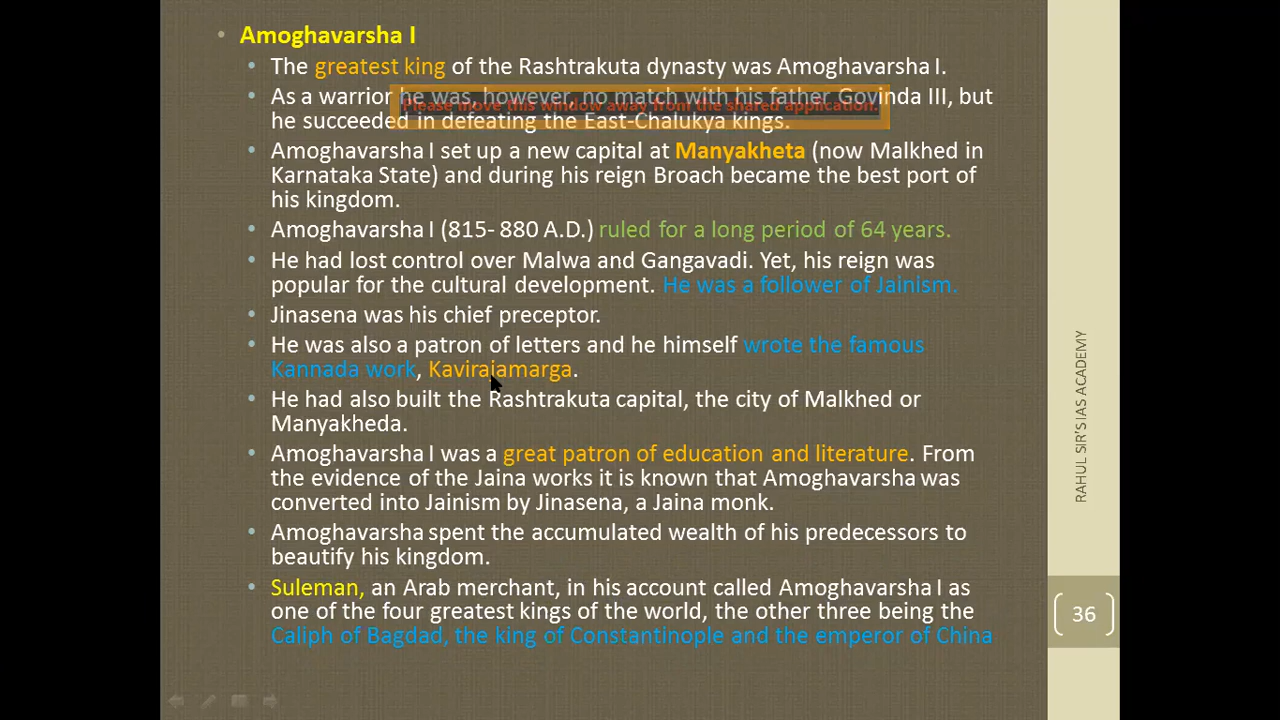 Amoghavarsha I
The greatest king of the Rashtrakuta dynasty was Amoghavarsha I.
As a warrior he was, however, no match with his father Govinda III, but
Please move this window away from the shared application.
he succeeded in defeating the East-Chalukya kings.
Amoghavarsha I set up a new capital at Manyakheta (now Malkhed in
Karnataka State) and during his reign Broach became the best port of
his kingdom.
Amoghavarsha I (815- 880 A.D.) ruled for a long period of 64 years.
He had lost control over Malwa and Gangavadi. Yet, his reign was
popular for the cultural development. He was a follower of Jainism.
Jinasena was his chief preceptor.
He was also a patron of letters and he himself wrote the famous
Kannada work, Kavirajamarga.
He had also built the Rashtrakuta capital, the city of Malkhed or
Manyakheda.
Amoghavarsha I was a great patron of education and literature. From
the evidence of the Jaina works it is known that Amoghavarsha was
converted into Jainism by Jinasena, a Jaina monk.
Amoghavarsha spent the accumulated wealth of his predecessors to
beautify his kingdom.
Suleman, an Arab merchant, in his account called Amoghavarsha I as
one of the four greatest kings of the world, the other three being the
Caliph of Bagdad, the king of Constantinople and the emperor of China
RAHUL SIR'S IAS ACADEMY
36